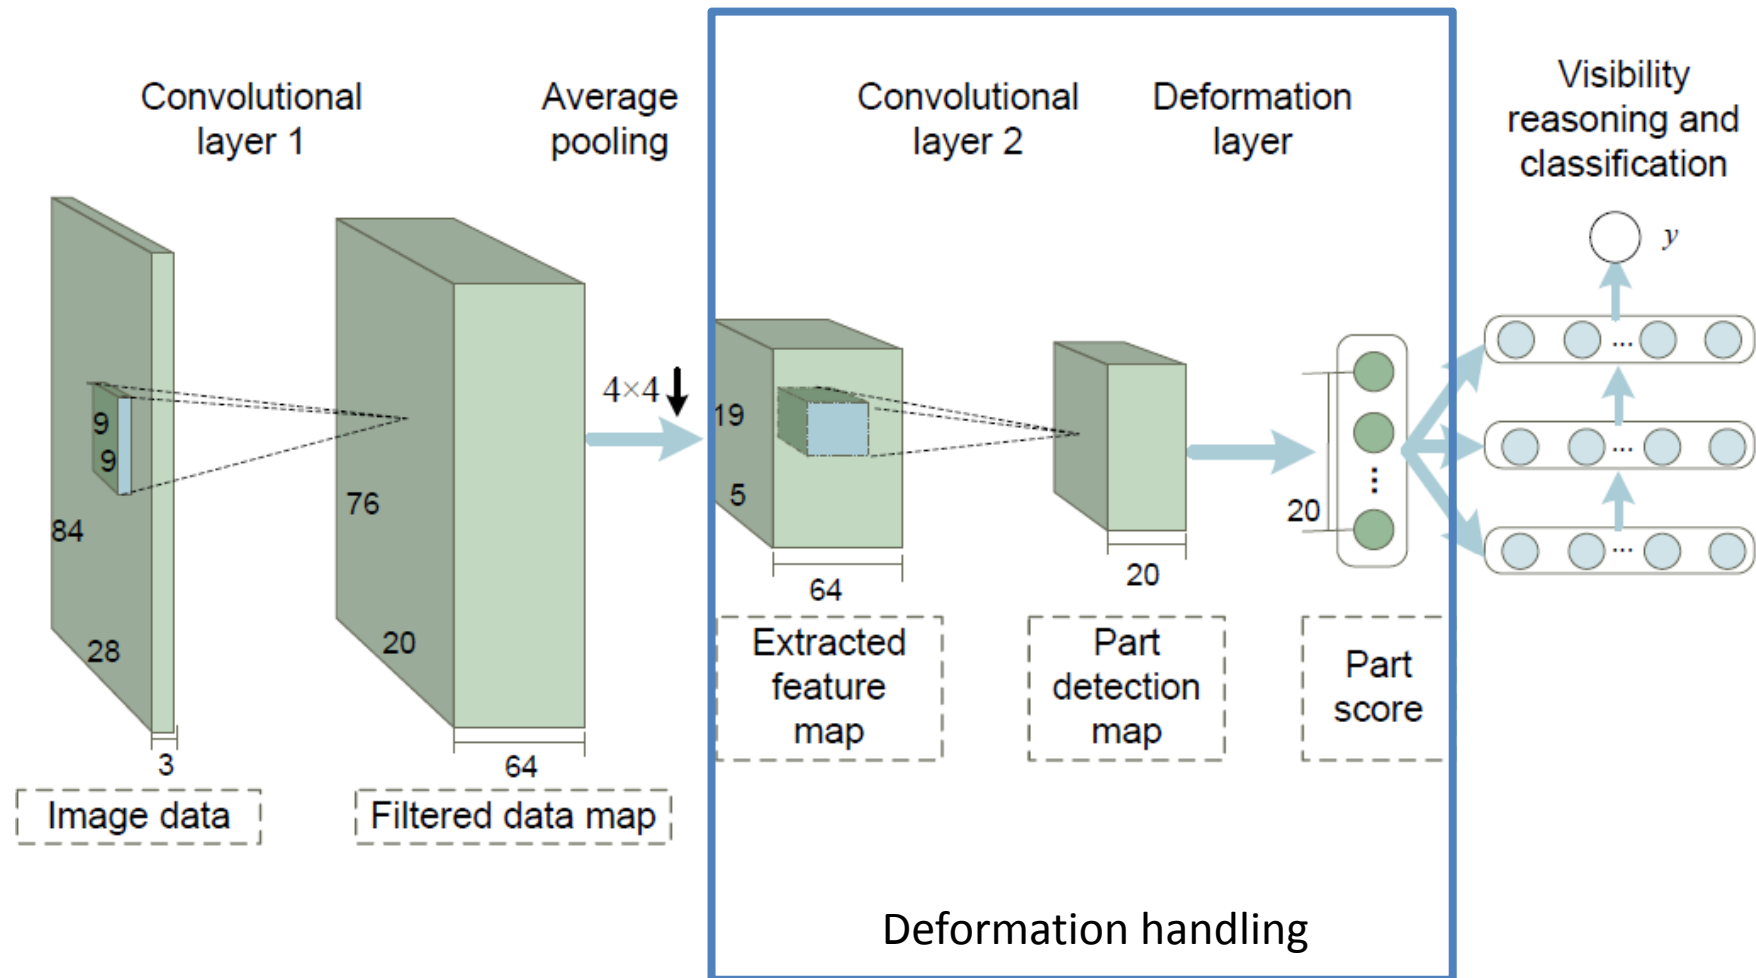 Convolutional
layer 1
Average
pooling
Convolutional
layer 2
Deformation
layer
Visibility
reasoning and
classification
y
9
9
84
28
3
Image data
76
20
64
Filtered data map
4×4
19
5
64
Extracted
feature
map
20
Part
detection
map
20
...
Part
score
...
...
...
Deformation handling